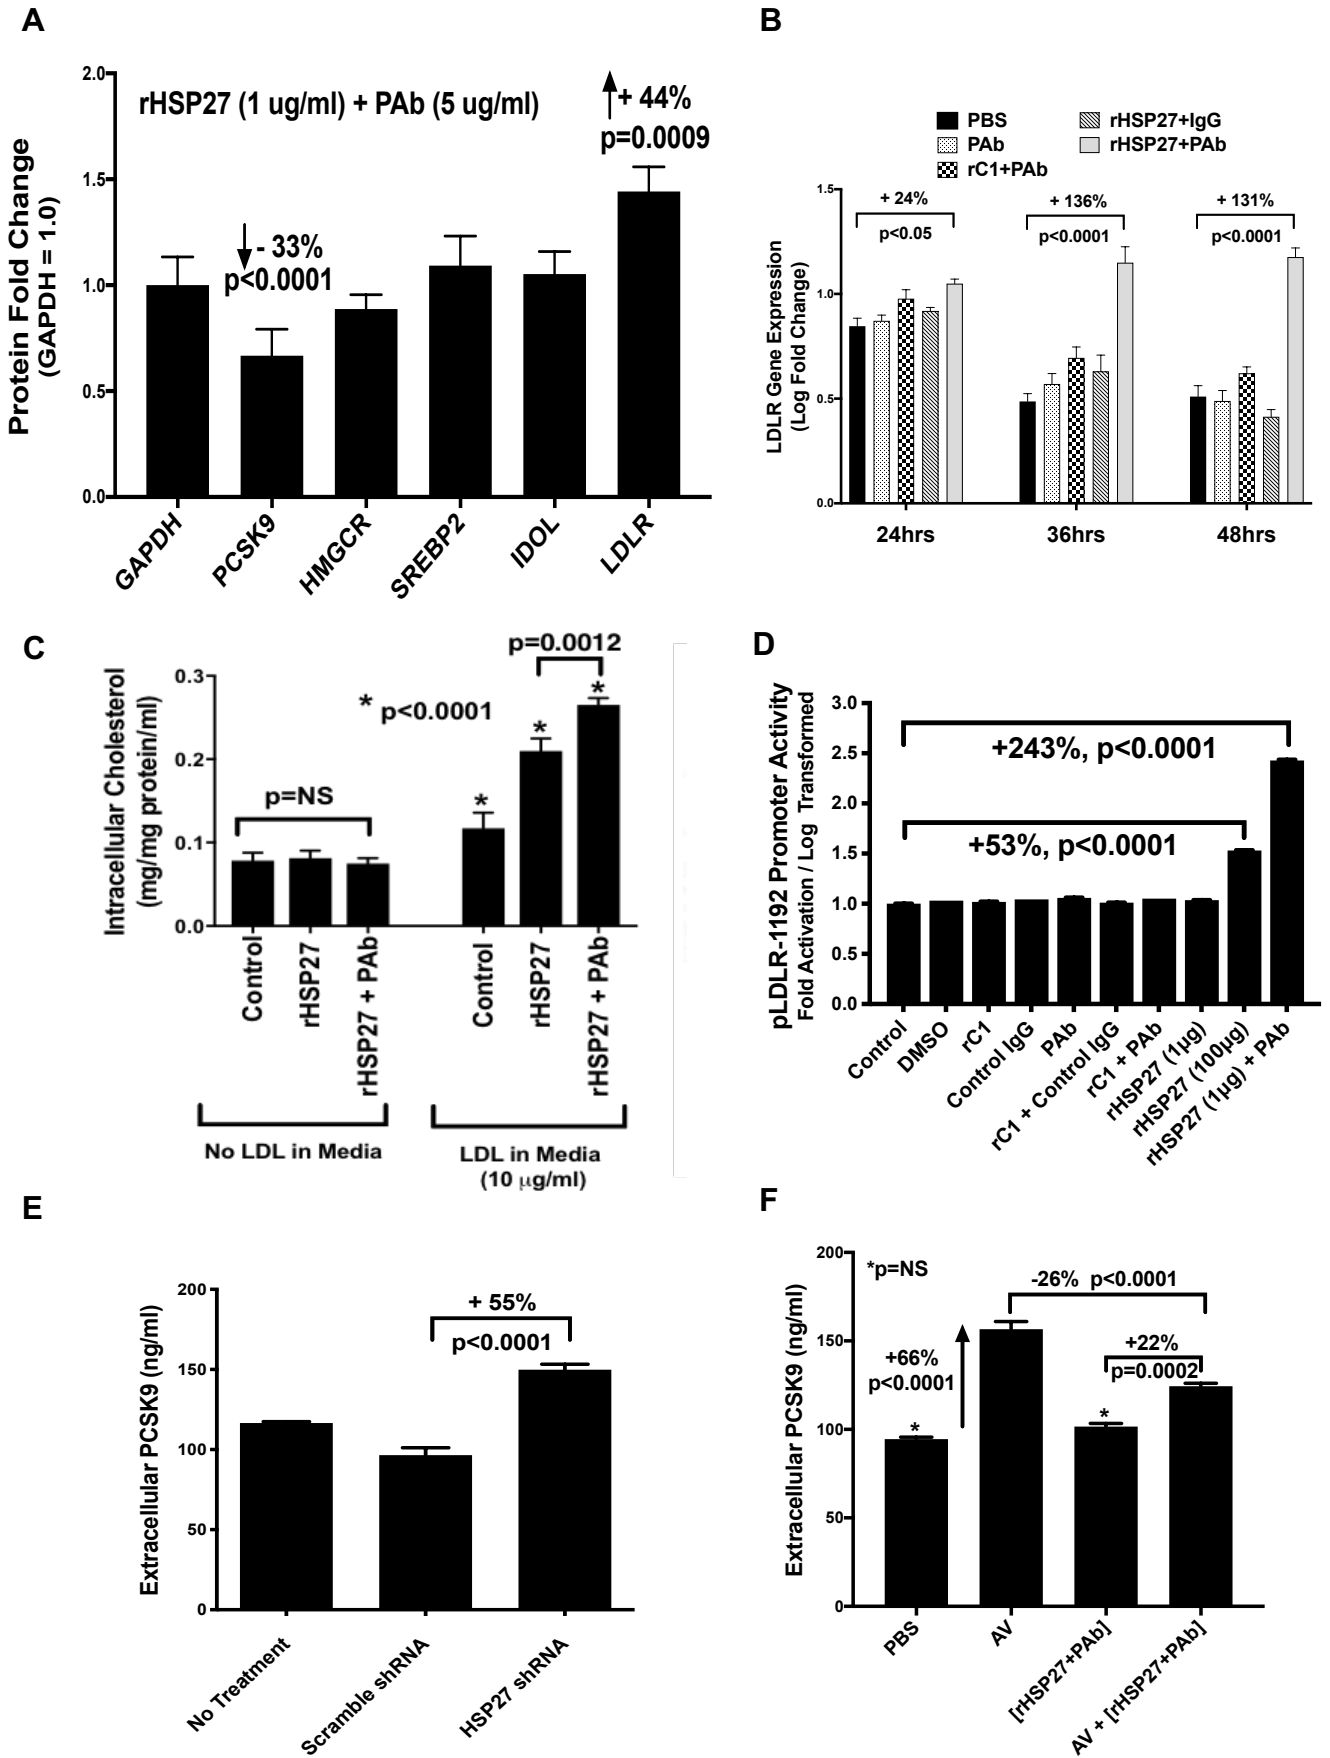 A
rHSP27 (1 ug/ml) + PAb (5 ug/ml)
+ 44%
p=0.0009
- 33%
p<0.0001
Protein Fold Change
(GAPDH = 1.0)
2.0
1.5
1.0
0.5
0.0
GAPDH
PCSK9
HMGCR
SREBP2
IDOL
LDLR
B
PBS
PAb
rC1+PAb
rHSP27+IgG
rHSP27+PAb
LDLR Gene Expression
(Log Fold Change)
1.5
1.0
0.5
0.0
+ 24%
p<0.05
+ 136%
p<0.0001
+ 131%
p<0.0001
24hrs
36hrs
48hrs
C
Intracellular Cholesterol
(mg/mg protein/ml)
0.3
0.2
0.1
0.0
* p<0.0001
p=0.0012
p=NS
*
*
*
Control
rHSP27
rHSP27 + PAb
Control
rHSP27
rHSP27 + PAb
No LDL in Media
LDL in Media
(10 µg/ml)
D
pLDLR-1192 Promoter Activity
Fold Activation / Log Transformed
3.0
2.5
2.0
1.5
1.0
0.5
0.0
+243%, p<0.0001
+53%, p<0.0001
Control
DMSO
rC1
Control IgG
PAb
rC1 + Control IgG
rC1 + PAb
rHSP27 (1µg)
rHSP27 (100µg)
rHSP27 (1µg) + PAb
E
Extracellular PCSK9 (ng/ml)
200
150
100
50
0
+ 55%
p<0.0001
No Treatment
Scramble shRNA
HSP27 shRNA
F
Extracellular PCSK9 (ng/ml)
200
150
100
50
0
*p=NS
-26% p<0.0001
+66%
p<0.0001
+22%
p=0.0002
*
*
PBS
AV
[rHSP27+PAb]
AV + [rHSP27+PAb]